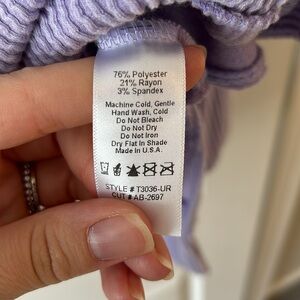 76% Polyester
21% Rayon
3% Spandex
Machine Cold, Gentle
Hand Wash, Cold
Do Not Bleach
Do Not Dry
Do Not Iron
Dry Flat In Shade
Made in U.S.A.
STYLE # T3036-UR
CUT # AB-2697